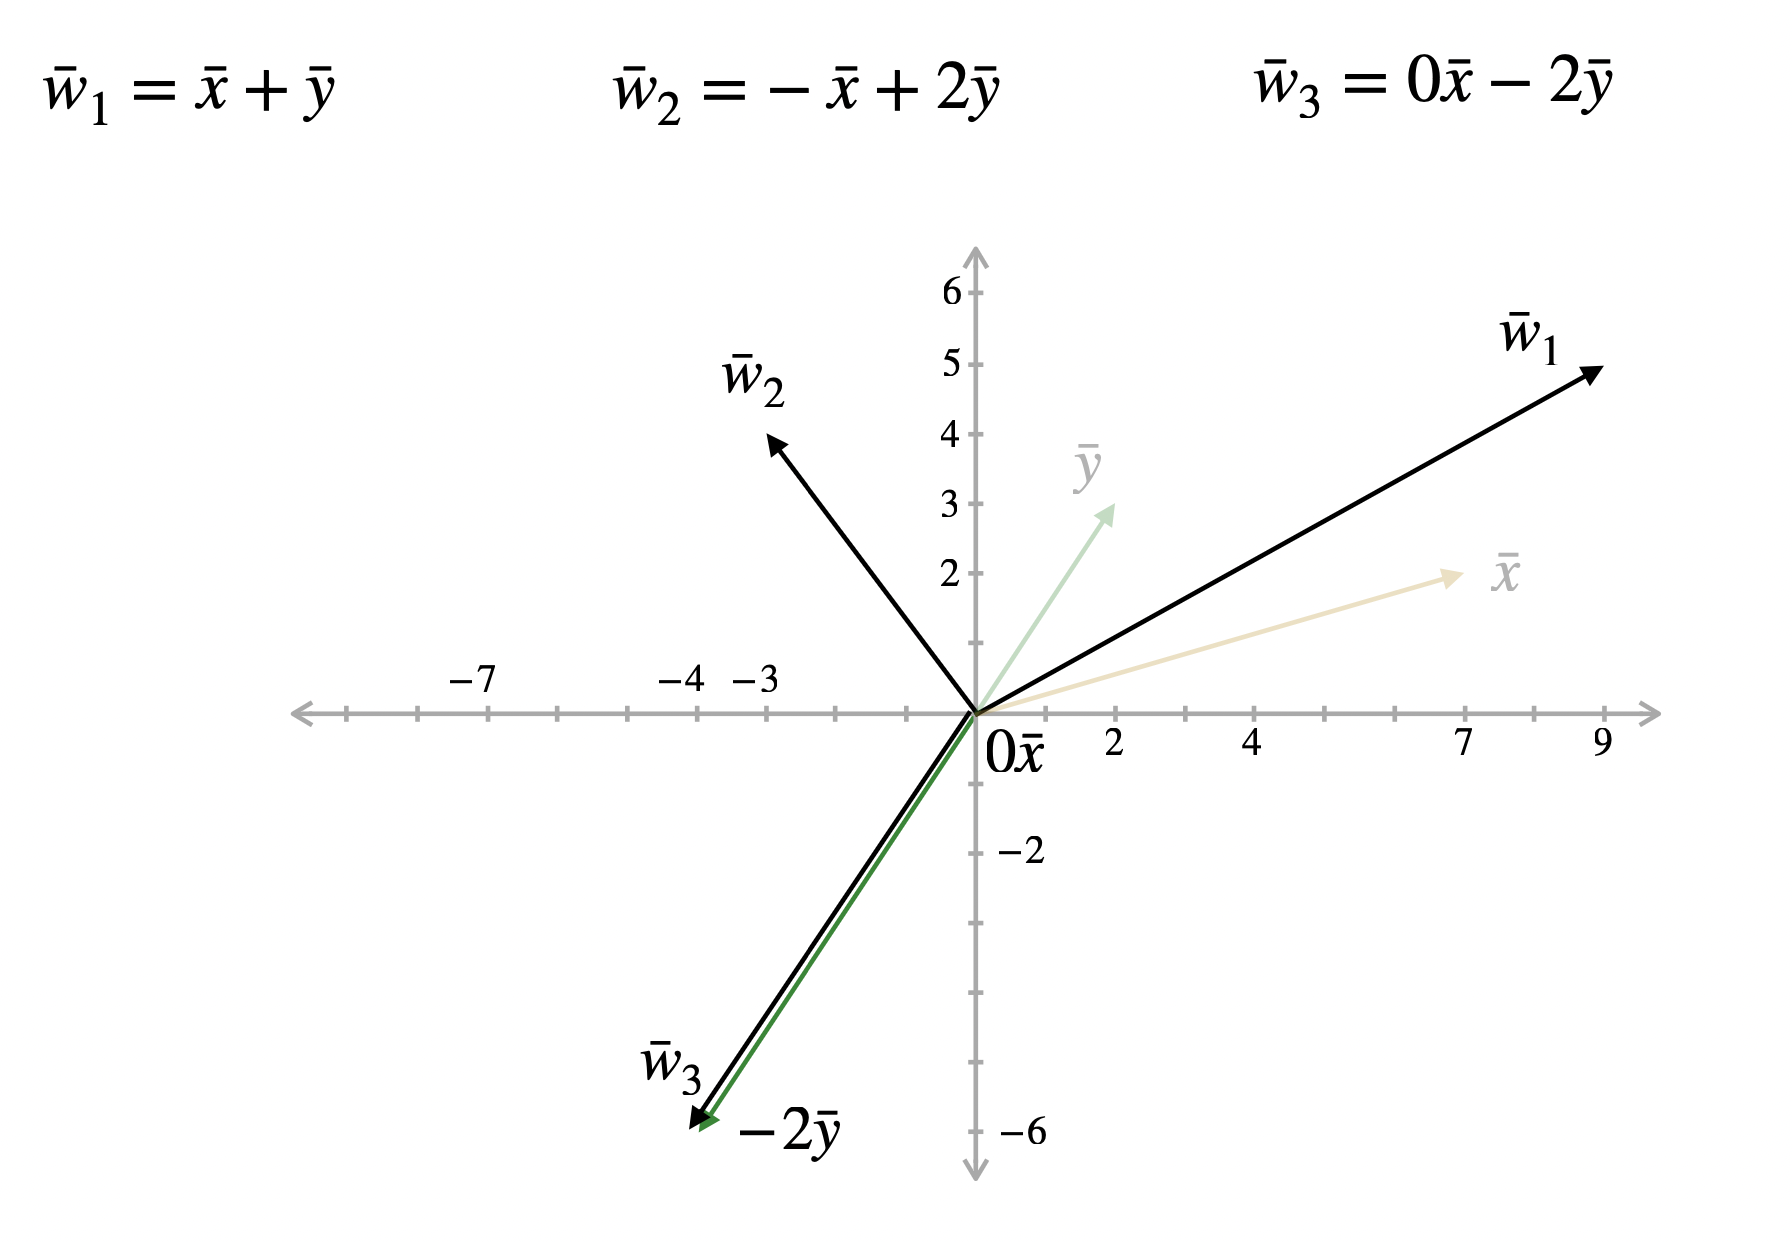 w̄₁ = x̄ + ȳ
w̄₂ = − x̄ + 2ȳ
w̄₃ = 0x̄ − 2ȳ
6
w̄₁
5
w̄₂
4
ȳ
3
x̄
2
−7 −4 −3
0x̄ 2 4 7 9
−2
w̄₃
−2ȳ
−6